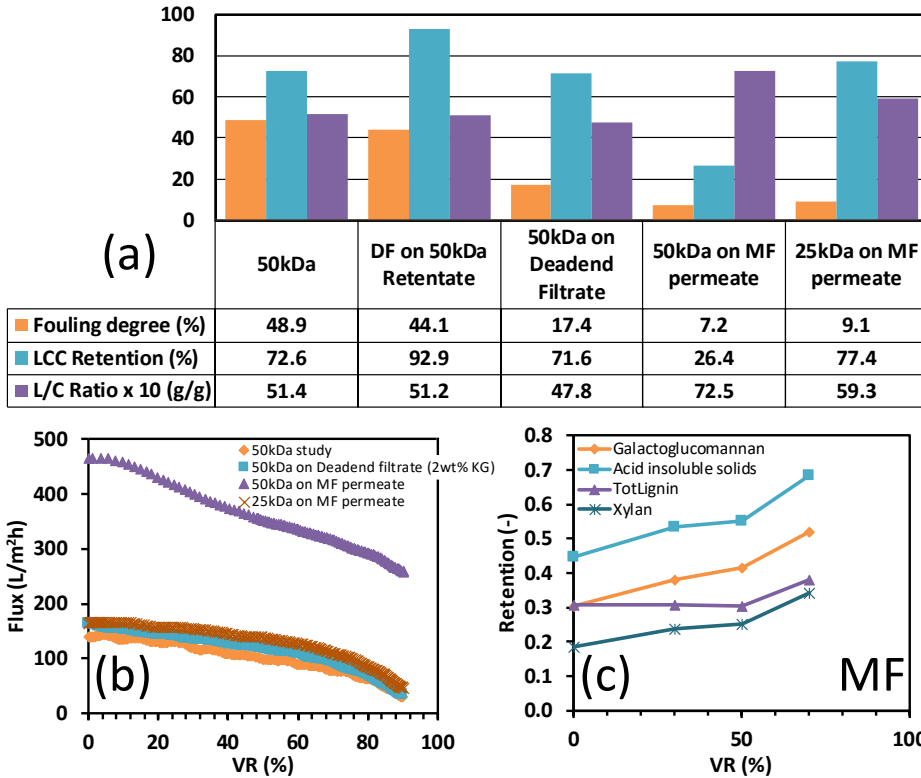 100
80
60
40
20
0
(a)
50kDa
DF on 50kDa Retentate
50kDa on Deadend Filtrate
50kDa on MF permeate
25kDa on MF permeate
Fouling degree (%) 48.9 44.1 17.4 7.2 9.1
LCC Retention (%) 72.6 92.9 71.6 26.4 77.4
L/C Ratio x 10 (g/g) 51.4 51.2 47.8 72.5 59.3
500
400
300
200
100
0
Flux (L/m²h)
50kDa study
50kDa on Deadend filtrate (2wt% KG)
50kDa on MF permeate
25kDa on MF permeate
(b)
0 20 40 60 80 100
VR (%)
0.8
0.7
0.6
0.5
0.4
0.3
0.2
0.1
0.0
Retention (-)
Galactoglucomannan
Acid insoluble solids
TotLignin
Xylan
(c)
MF
0 50 100
VR (%)